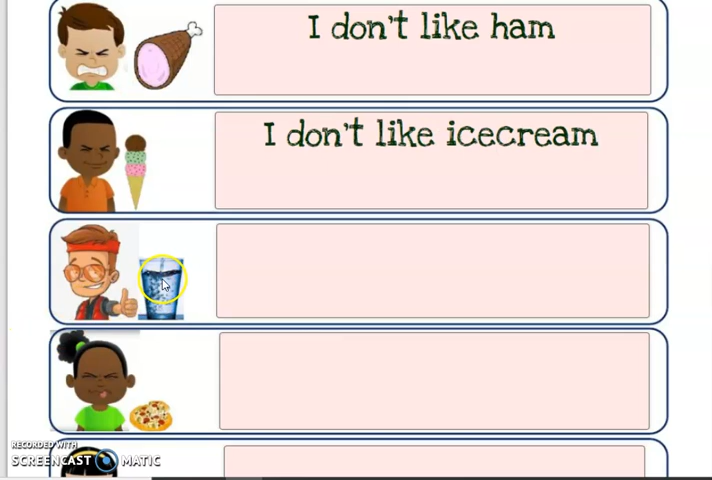 I don't like ham
I don't like icecream
RECORDED WITH
SCREENCAST MATIC